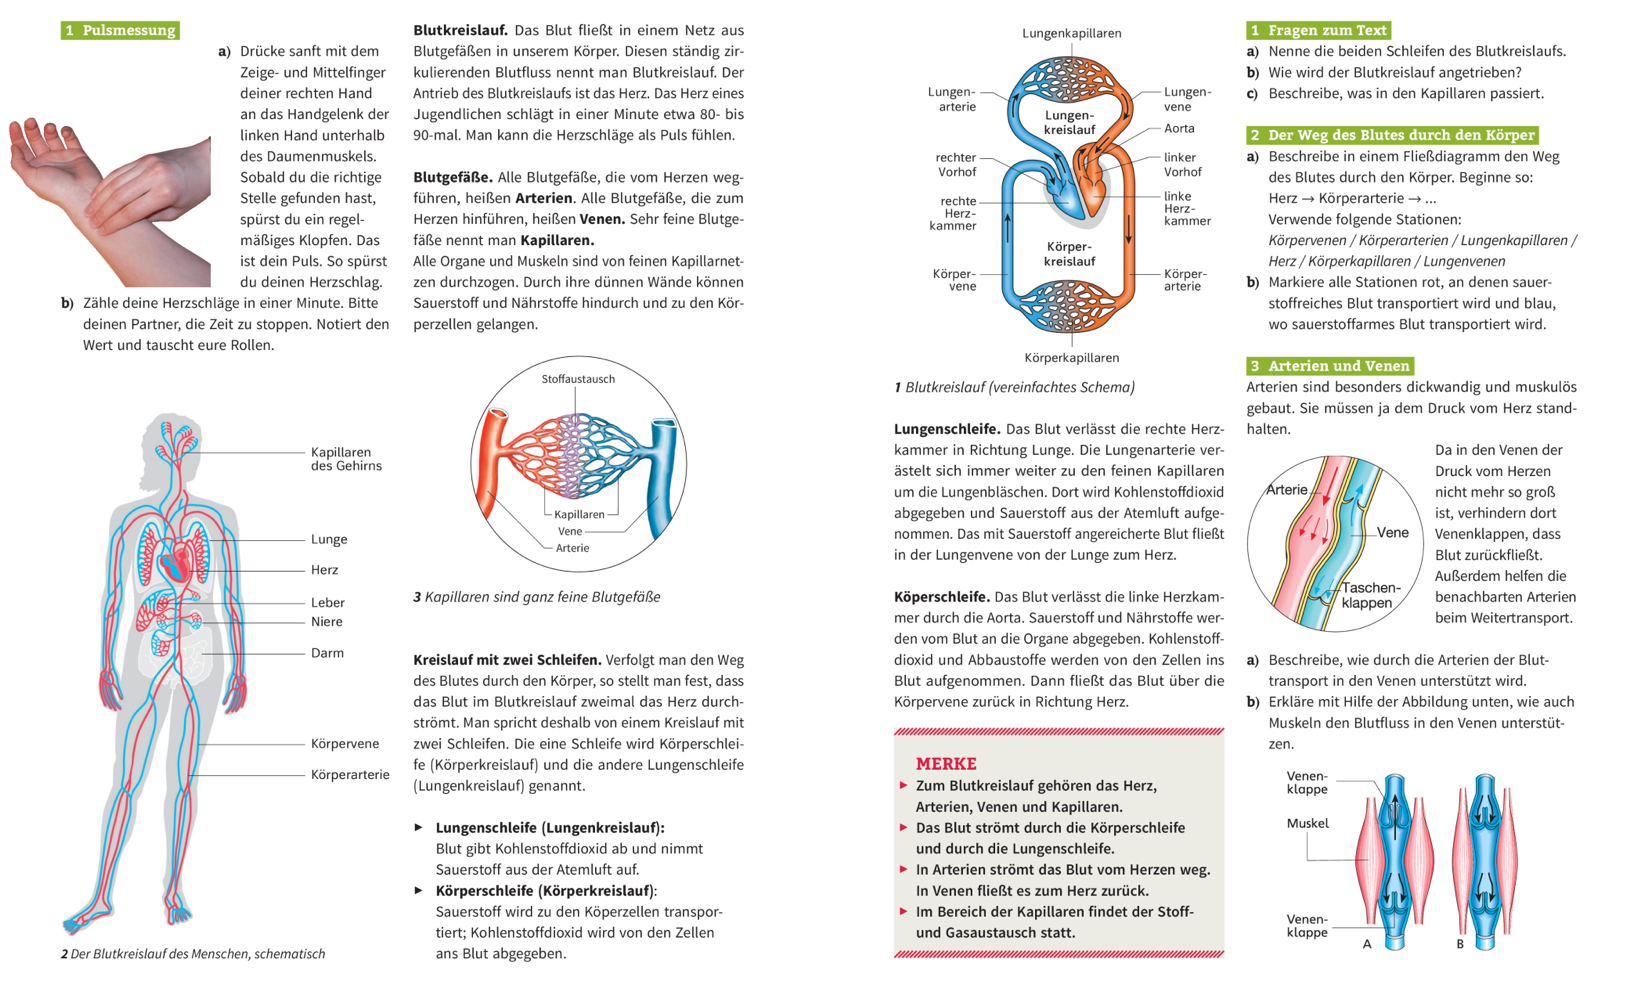 1 Pulsmessung
a) Drücke sanft mit dem
Zeige- und Mittelfinger
deiner rechten Hand
an das Handgelenk der
linken Hand unterhalb
des Daumenmuskels.
Sobald du die richtige
Stelle gefunden hast,
spürst du ein regel-
mäßiges Klopfen. Das
ist dein Puls. So spürst
du deinen Herzschlag.
b) Zähle deine Herzschläge in einer Minute. Bitte
deinen Partner, die Zeit zu stoppen. Notiert den
Wert und tauscht eure Rollen.
Kapillaren
des Gehirns
Lunge
Herz
Leber
Niere
Darm
Körpervene
Körperarterie
2 Der Blutkreislauf des Menschen, schematisch
Blutkreislauf. Das Blut fließt in einem Netz aus
Blutgefäßen in unserem Körper. Diesen ständig zir-
kulierenden Blutfluss nennt man Blutkreislauf. Der
Antrieb des Blutkreislaufs ist das Herz. Das Herz eines
Jugendlichen schlägt in einer Minute etwa 80- bis
90-mal. Man kann die Herzschläge als Puls fühlen.
Blutgefäße. Alle Blutgefäße, die vom Herzen weg-
führen, heißen Arterien. Alle Blutgefäße, die zum
Herzen hinführen, heißen Venen. Sehr feine Blutge-
fäße nennt man Kapillaren.
Alle Organe und Muskeln sind von feinen Kapillarnet-
zen durchzogen. Durch ihre dünnen Wände können
Sauerstoff und Nährstoffe hindurch und zu den Kör-
perzellen gelangen.
Stoffaustausch
Kapillaren
Vene
Arterie
3 Kapillaren sind ganz feine Blutgefäße
Kreislauf mit zwei Schleifen. Verfolgt man den Weg
des Blutes durch den Körper, so stellt man fest, dass
das Blut im Blutkreislauf zweimal das Herz durch-
strömt. Man spricht deshalb von einem Kreislauf mit
zwei Schleifen. Die eine Schleife wird Körperschlei-
fe (Körperkreislauf) und die andere Lungenschleife
(Lungenkreislauf) genannt.
► Lungenschleife (Lungenkreislauf):
Blut gibt Kohlenstoffdioxid ab und nimmt
Sauerstoff aus der Atemluft auf.
► Körperschleife (Körperkreislauf):
Sauerstoff wird zu den Köperzellen transpor-
tiert; Kohlenstoffdioxid wird von den Zellen
ans Blut abgegeben.
Lungenkapillaren
Lungen-
arterie
Lungen-
vene
Lungen-
kreislauf
Aorta
rechter
Vorhof
linker
Vorhof
rechte
Herz-
kammer
linke
Herz-
kammer
Körper-
kreislauf
Körper-
vene
Körper-
arterie
Körperkapillaren
1 Blutkreislauf (vereinfachtes Schema)
Lungenschleife. Das Blut verlässt die rechte Herz-
kammer in Richtung Lunge. Die Lungenarterie ver-
ästelt sich immer weiter zu den feinen Kapillaren
um die Lungenbläschen. Dort wird Kohlenstoffdioxid
abgegeben und Sauerstoff aus der Atemluft aufge-
nommen. Das mit Sauerstoff angereicherte Blut fließt
in der Lungenvene von der Lunge zum Herz.
Köperschleife. Das Blut verlässt die linke Herzkam-
mer durch die Aorta. Sauerstoff und Nährstoffe wer-
den vom Blut an die Organe abgegeben. Kohlenstoff-
dioxid und Abbaustoffe werden von den Zellen ins
Blut aufgenommen. Dann fließt das Blut über die
Körpervene zurück in Richtung Herz.
MERKE
► Zum Blutkreislauf gehören das Herz,
Arterien, Venen und Kapillaren.
► Das Blut strömt durch die Körperschleife
und durch die Lungenschleife.
► In Arterien strömt das Blut vom Herzen weg.
In Venen fließt es zum Herz zurück.
► Im Bereich der Kapillaren findet der Stoff-
und Gasaustausch statt.
1 Fragen zum Text
a) Nenne die beiden Schleifen des Blutkreislaufs.
b) Wie wird der Blutkreislauf angetrieben?
c) Beschreibe, was in den Kapillaren passiert.
2 Der Weg des Blutes durch den Körper
a) Beschreibe in einem Fließdiagramm den Weg
des Blutes durch den Körper. Beginne so:
Herz → Körperarterie → ...
Verwende folgende Stationen:
Körpervenen / Körperarterien / Lungenkapillaren /
Herz / Körperkapillaren / Lungenvenen
b) Markiere alle Stationen rot, an denen sauer-
stoffreiches Blut transportiert wird und blau,
wo sauerstoffarmes Blut transportiert wird.
3 Arterien und Venen
Arterien sind besonders dickwandig und muskulös
gebaut. Sie müssen ja dem Druck vom Herz stand-
halten.
Da in den Venen der
Druck vom Herzen
nicht mehr so groß
ist, verhindern dort
Venenklappen, dass
Blut zurückfließt.
Außerdem helfen die
benachbarten Arterien
beim Weitertransport.
Arterie
Vene
Taschen-
klappen
a) Beschreibe, wie durch die Arterien der Blut-
transport in den Venen unterstützt wird.
b) Erkläre mit Hilfe der Abbildung unten, wie auch
Muskeln den Blutfluss in den Venen unterstüt-
zen.
Venen-
klappe
Muskel
Venen-
klappe
A
B